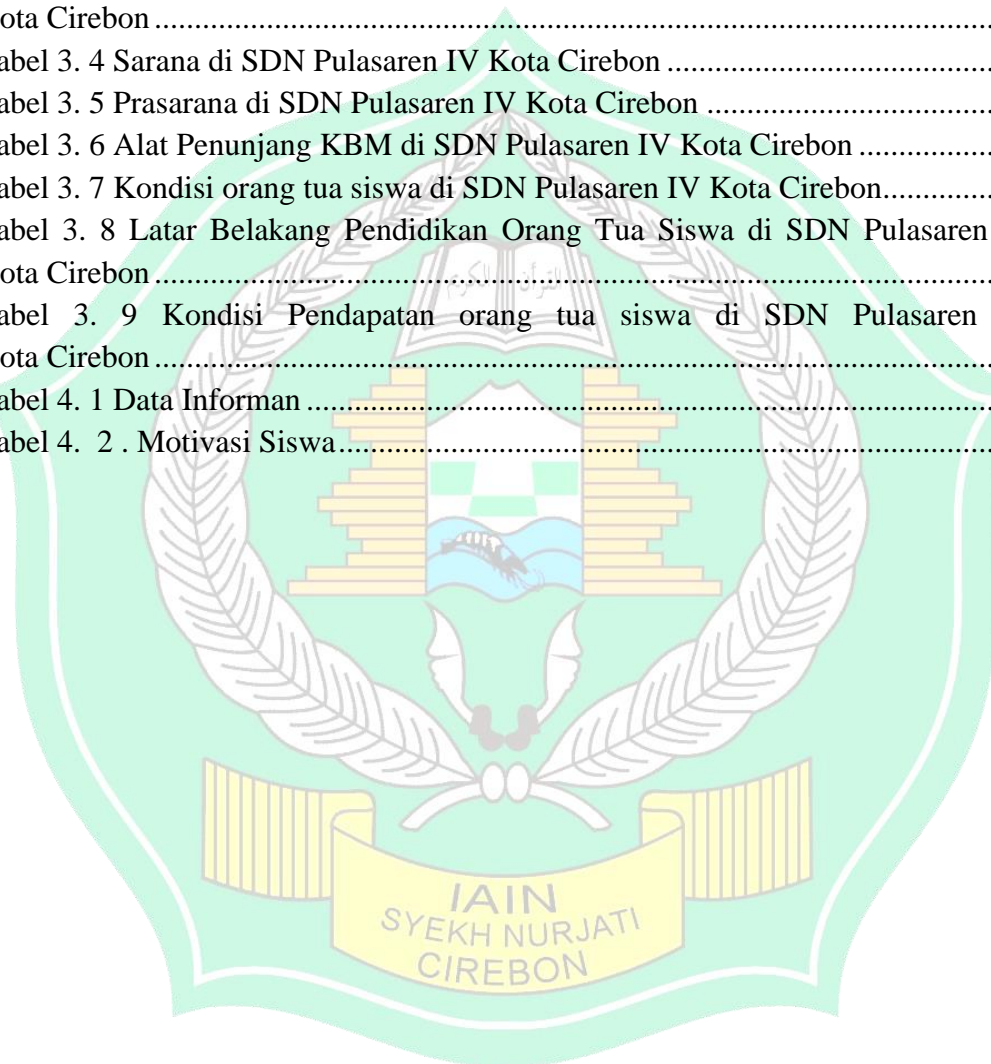 ota Cirebon ....................
abel 3. 4 Sarana di SDN Pulasaren IV Kota Cirebon ....................
abel 3. 5 Prasarana di SDN Pulasaren IV Kota Cirebon ....................
abel 3. 6 Alat Penunjang KBM di SDN Pulasaren IV Kota Cirebon ....................
abel 3. 7 Kondisi orang tua siswa di SDN Pulasaren IV Kota Cirebon....................
abel 3. 8 Latar Belakang Pendidikan Orang Tua Siswa di SDN Pulasaren
ota Cirebon ....................
abel 3. 9 Kondisi Pendapatan orang tua siswa di SDN Pulasaren
ota Cirebon ....................
abel 4. 1 Data Informan ....................
abel 4. 2 . Motivasi Siswa....................
القرآن الكريم
IAIN
SYEKH NURJATI
CIREBON